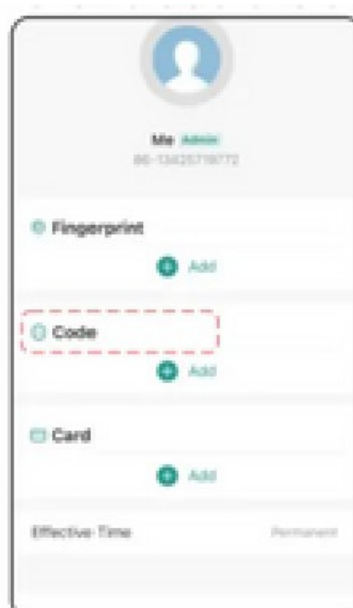 Me Admin
Fingerprint
Add
Code
Add
Card
Add
Effective Time Permanent